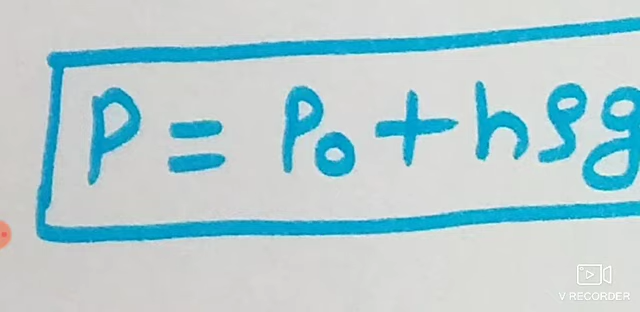 P = P₀ + hρg
V RECORDER